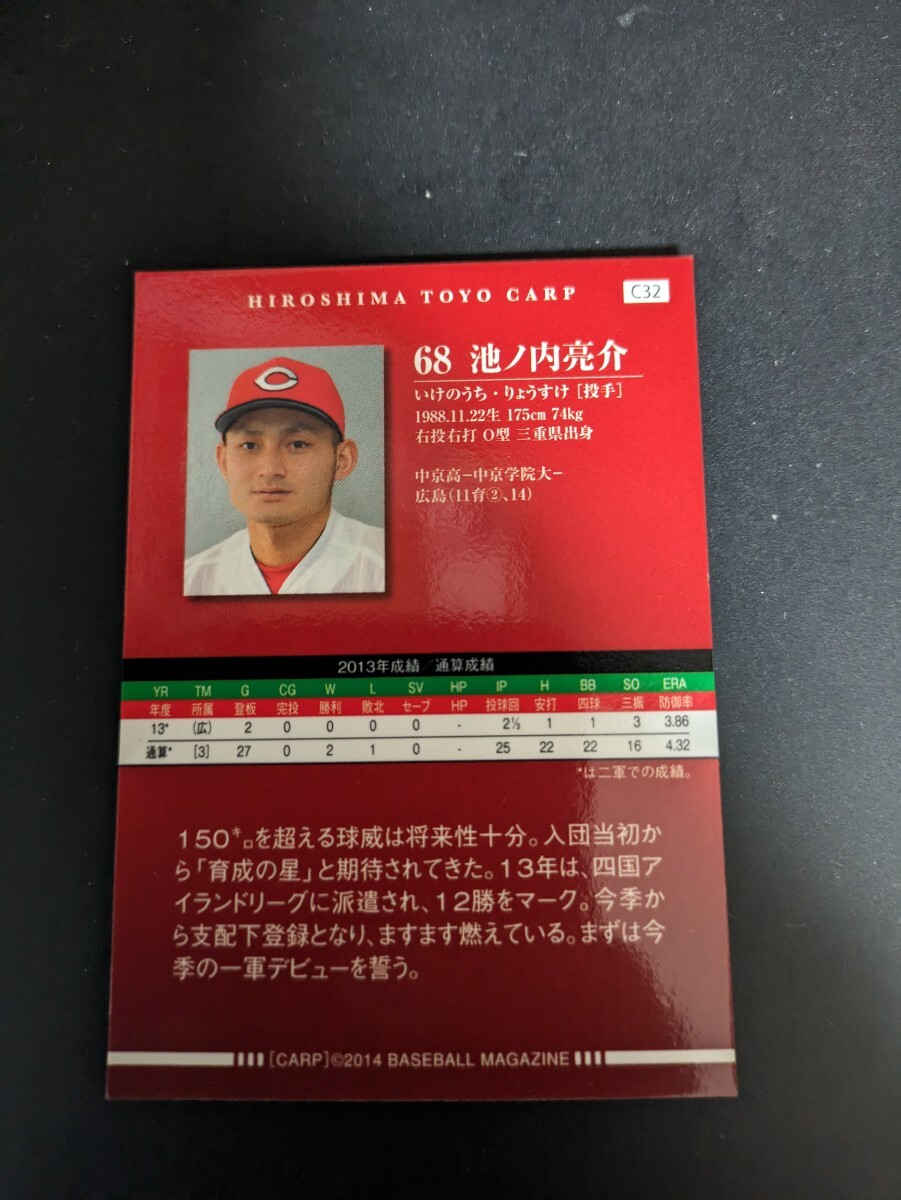 HIROSHIMA TOYO CARP
C32
68 池ノ内亮介
いけのうち・りょうすけ [投手]
1988.11.22生 175cm 74kg
右投右打 O型 三重県出身
中京高−中京学院大−
広島(11育②、14)
2013年成績/通算成績
YR TM G CG W L SV HP IP H BB SO ERA
年度 所属 登板 完投 勝利 敗北 セーブ HP 投球回 安打 四球 三振 防御率
13* (広) 2 0 0 0 0 - 2⅓ 1 1 3 3.86
通算* [3] 27 0 2 1 0 - 25 22 22 16 4.32
*は二軍での成績。
150㌔を超える球威は将来性十分。入団当初か
ら「育成の星」と期待されてきた。13年は、四国ア
イランドリーグに派遣され、12勝をマーク。今季か
ら支配下登録となり、ますます燃えている。まずは今
季の一軍デビューを誓う。
[CARP]©2014 BASEBALL MAGAZINE